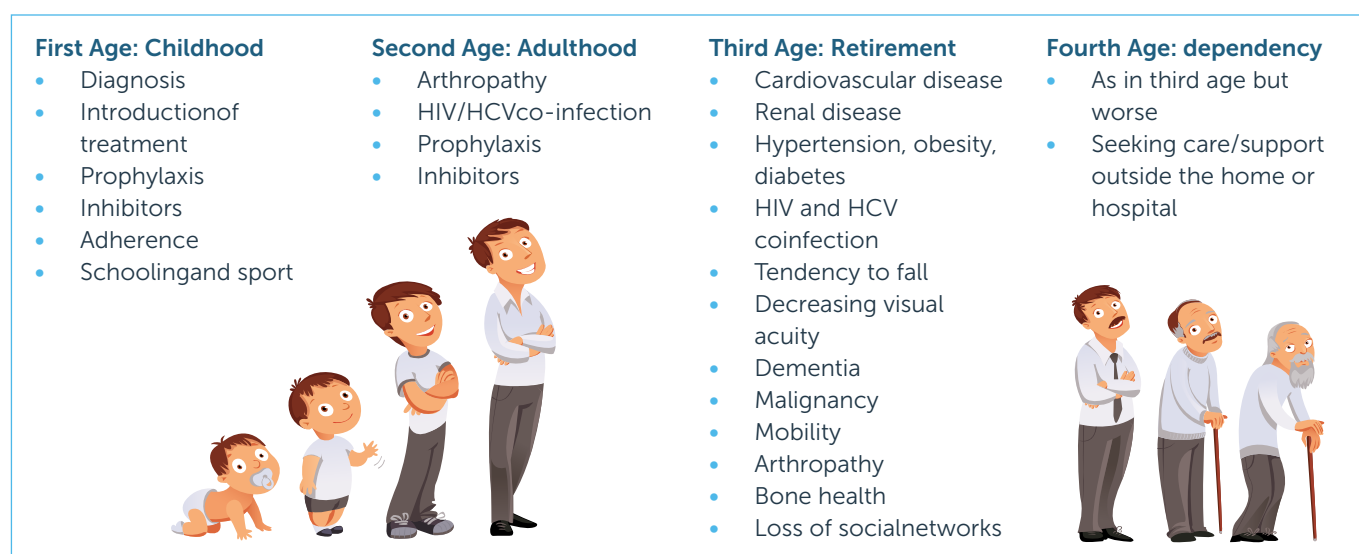 First Age: Childhood
• Diagnosis
• Introductionof
treatment
• Prophylaxis
• Inhibitors
• Adherence
• Schoolingand sport
Second Age: Adulthood
• Arthropathy
• HIV/HCVco-infection
• Prophylaxis
• Inhibitors
Third Age: Retirement
• Cardiovascular disease
• Renal disease
• Hypertension, obesity,
diabetes
• HIV and HCV
coinfection
• Tendency to fall
• Decreasing visual
acuity
• Dementia
• Malignancy
• Mobility
• Arthropathy
• Bone health
• Loss of socialnetworks
Fourth Age: dependency
• As in third age but
worse
• Seeking care/support
outside the home or
hospital